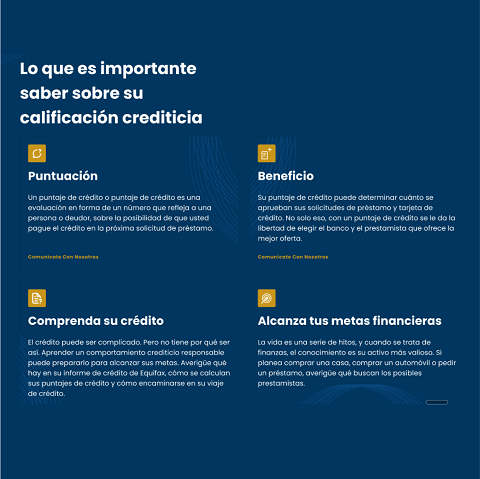 Lo que es importante
saber sobre su
calificación crediticia
Puntuación
Un puntaje de crédito o puntaje de crédito es una
evaluación en forma de un número que refleja a una
persona o deudor, sobre la posibilidad de que usted
pague el crédito en la próxima solicitud de préstamo.
Comunícate Con Nosotros
Beneficio
Su puntaje de crédito puede determinar cuánto se
aprueban sus solicitudes de préstamo y tarjeta de
crédito. No solo eso, con un puntaje de crédito se le da la
libertad de elegir el banco y el prestamista que ofrece la
mejor oferta.
Comunícate Con Nosotros
Comprenda su crédito
El crédito puede ser complicado. Pero no tiene por qué ser
así. Aprender un comportamiento crediticio responsable
puede prepararlo para alcanzar sus metas. Averigüe qué
hay en su informe de crédito de Equifax, cómo se calculan
sus puntajes de crédito y cómo encaminarse en su viaje
de crédito.
Alcanza tus metas financieras
La vida es una serie de hitos, y cuando se trata de
finanzas, el conocimiento es su activo más valioso. Si
planea comprar una casa, comprar un automóvil o pedir
un préstamo, averigüe qué buscan los posibles
prestamistas.